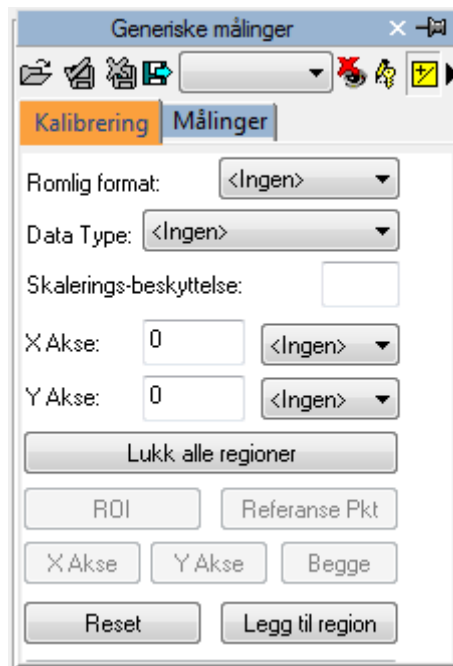 Generiske målinger
Kalibrering Målinger
Romlig format: <Ingen>
Data Type: <Ingen>
Skalerings-beskyttelse:
X Akse: 0 <Ingen>
Y Akse: 0 <Ingen>
Lukk alle regioner
ROI Referanse Pkt
X Akse Y Akse Begge
Reset Legg til region